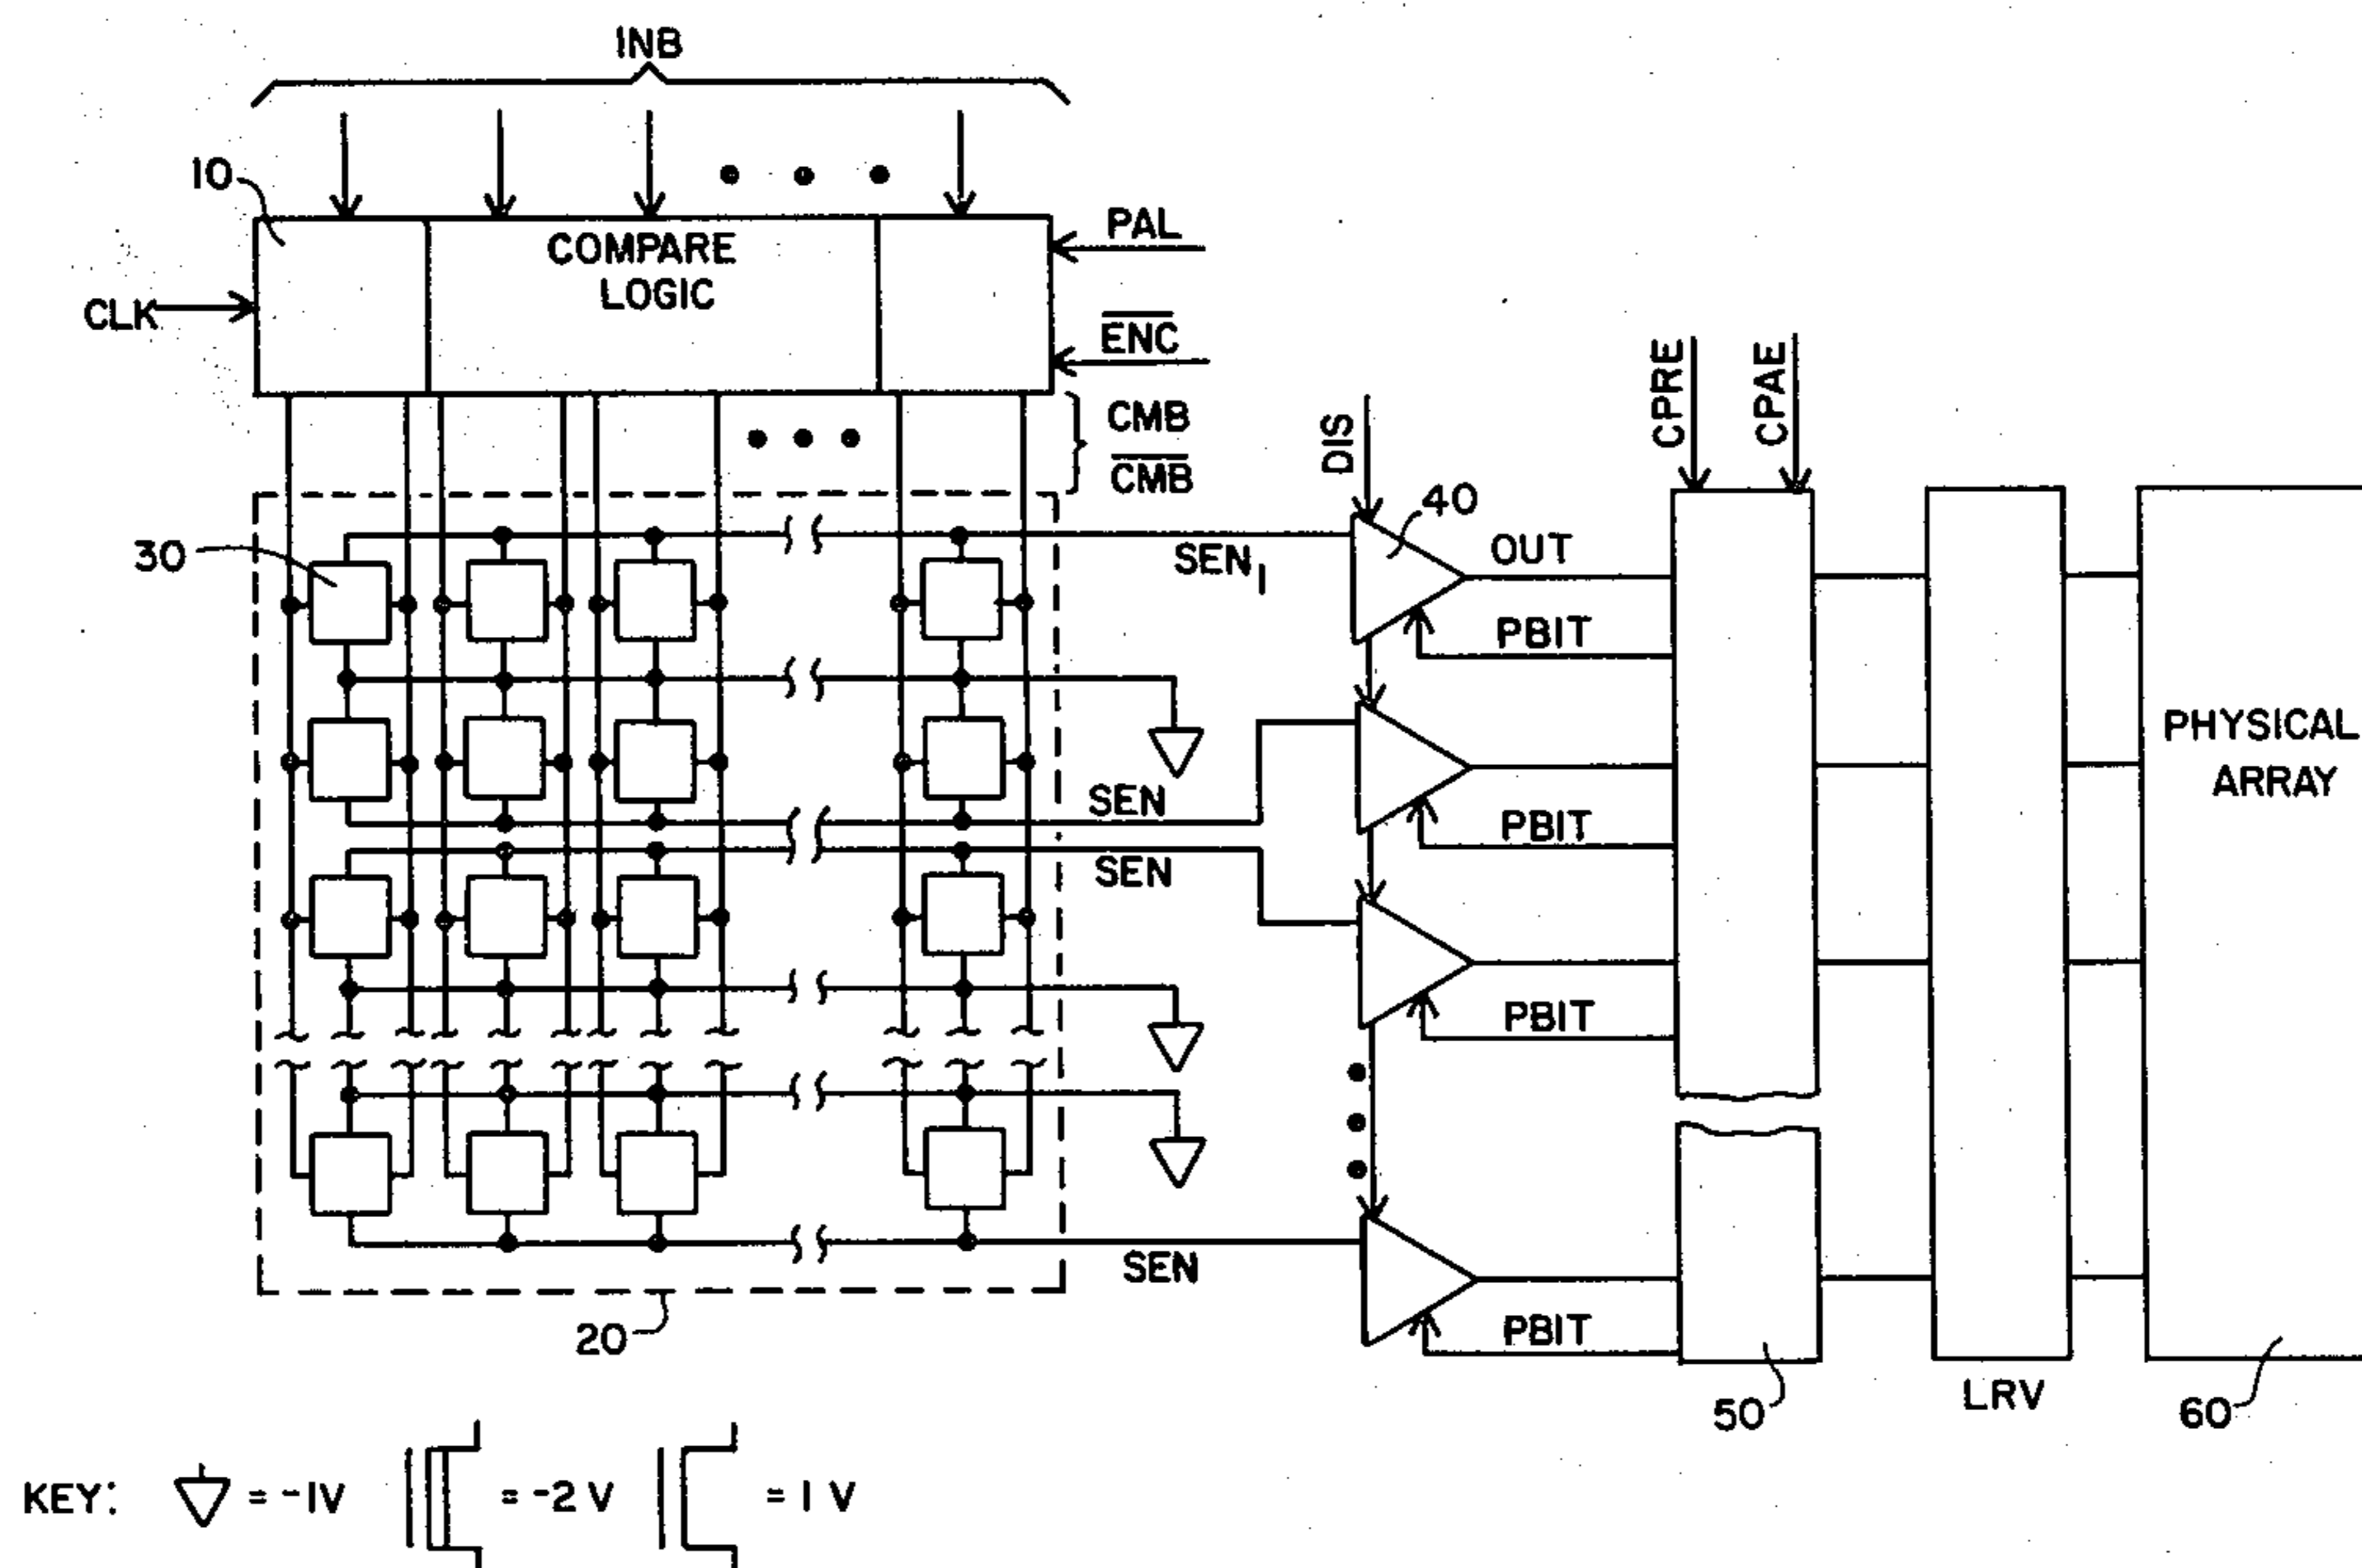 INB
10
COMPARE
LOGIC
PAL
CLK
ENC
CMB
CMB
CPRE
CPAE
DIS
30
40
SEN1
OUT
PBIT
PHYSICAL
ARRAY
SEN
PBIT
SEN
PBIT
SEN
PBIT
20
50
LRV
60
KEY: = -1V = -2 V = 1 V